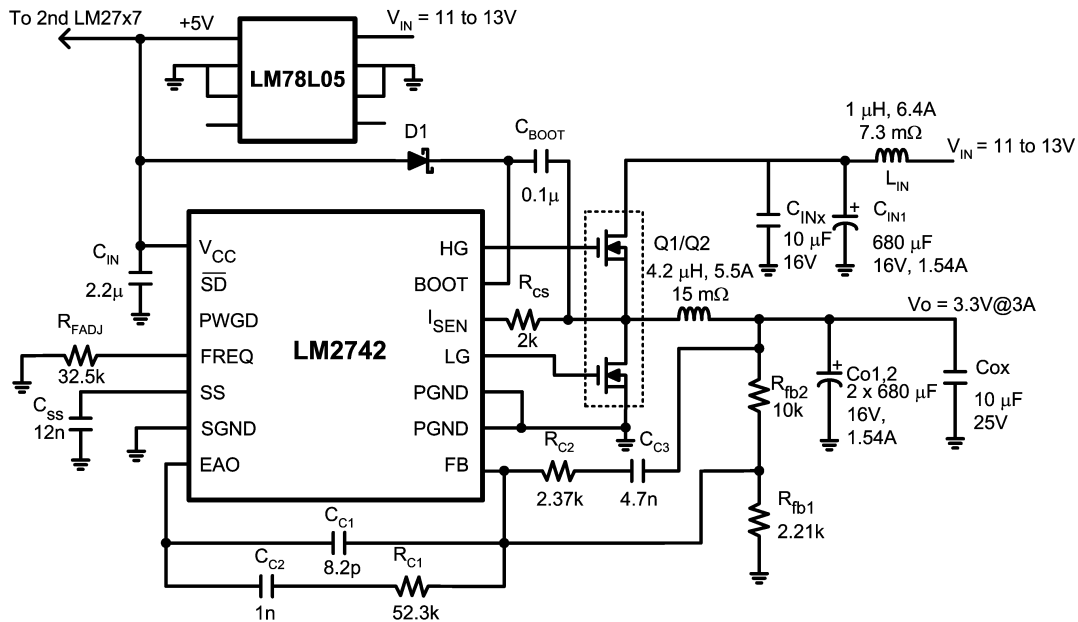 To 2nd LM27x7
+5V
V_IN = 11 to 13V
LM78L05
D1
C_BOOT
0.1μ
1 μH, 6.4A
7.3 mΩ
V_IN = 11 to 13V
L_IN
C_INx
10 μF
16V
+
C_IN1
680 μF
16V, 1.54A
C_IN
2.2μ
V_CC
SD
PWGD
FREQ
SS
SGND
EAO
LM2742
HG
BOOT
I_SEN
LG
PGND
PGND
FB
Q1/Q2
4.2 μH, 5.5A
15 mΩ
R_CS
2k
Vo = 3.3V@3A
R_FADJ
32.5k
C_SS
12n
R_fb2
10k
+
Co1,2
2 x 680 μF
16V,
1.54A
Cox
10 μF
25V
R_C2
2.37k
C_C3
4.7n
R_fb1
2.21k
C_C1
8.2p
C_C2
1n
R_C1
52.3k